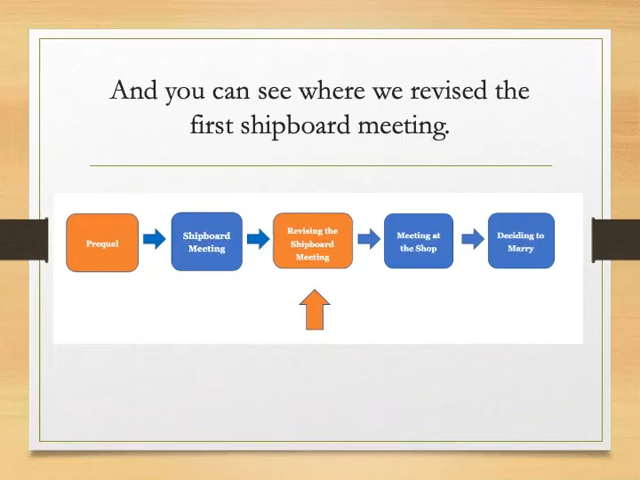 And you can see where we revised the
first shipboard meeting.
Prequel
Shipboard
Meeting
Revising the
Shipboard
Meeting
Meeting at
the Shop
Deciding to
Marry